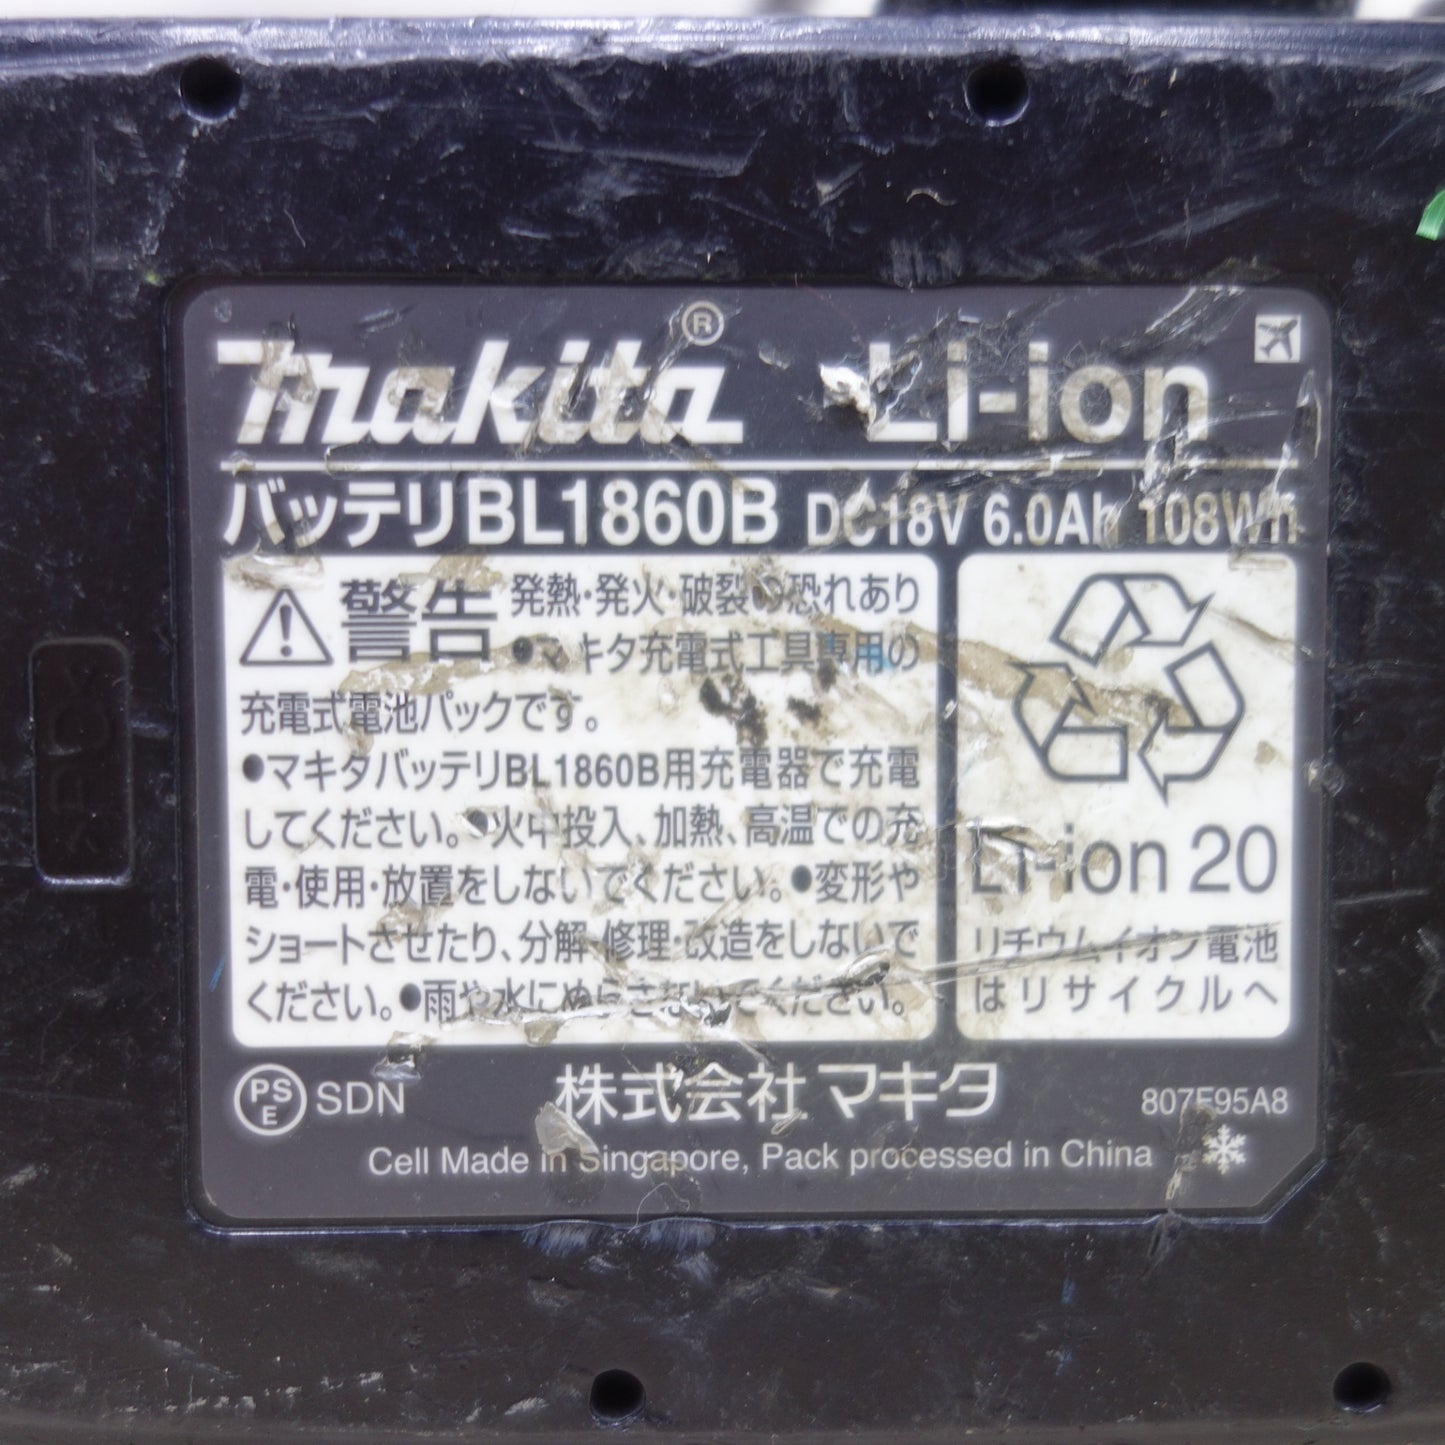 makita® Li-ion
バッテリBL1860B DC18V 6.0Ah 108Wh
警告 発熱・発火・破裂の恐れあり
●マキタ充電式工具専用の
充電式電池パックです。
●マキタバッテリBL1860B用充電器で充電
してください。●火中投入、加熱、高温での充
電・使用・放置をしないでください。●変形や
ショートさせたり、分解・修理・改造をしないで
ください。●雨や水にぬらさないでください。
Li-ion 20
リチウムイオン電池
はリサイクルへ
PS
E
SDN 株式会社マキタ 807F95A8
Cell Made in Singapore, Pack processed in China